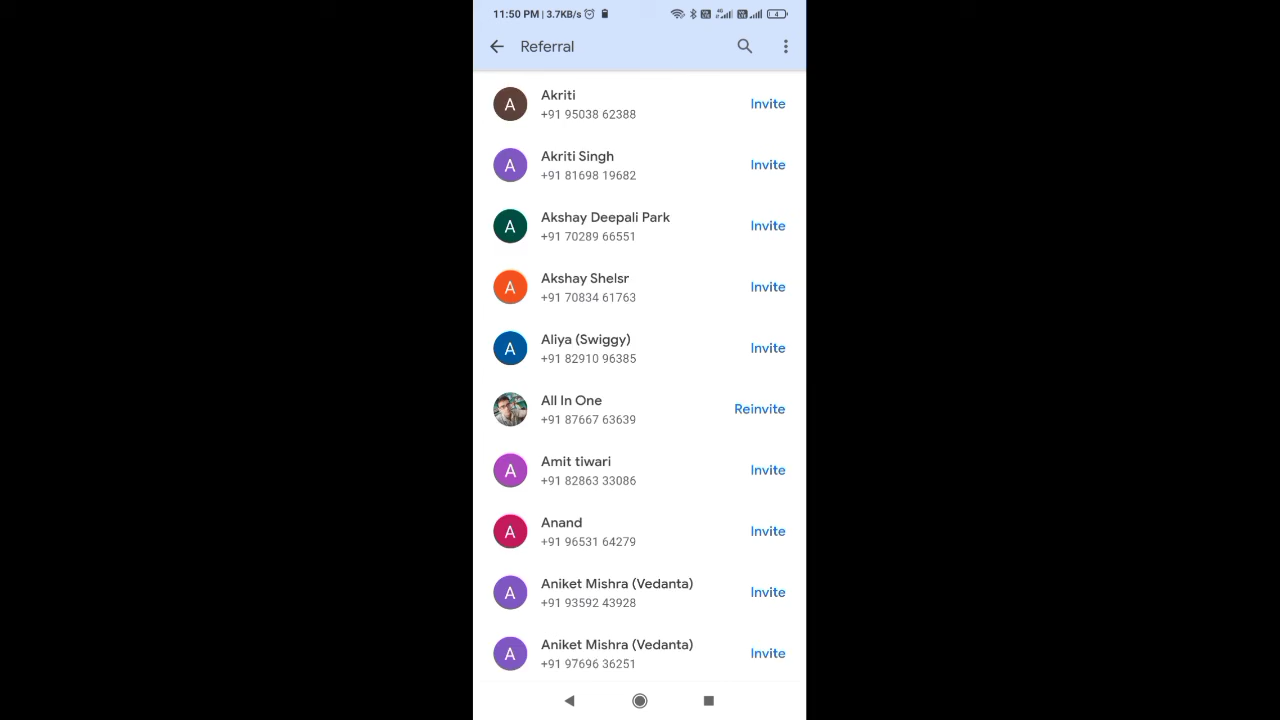 11:50 PM | 3.7KB/s
4G
4
Referral
A Akriti Invite
+91 95038 62388
A Akriti Singh Invite
+91 81698 19682
A Akshay Deepali Park Invite
+91 70289 66551
A Akshay Shelsr Invite
+91 70834 61763
A Aliya (Swiggy) Invite
+91 82910 96385
All In One Reinvite
+91 87667 63639
A Amit tiwari Invite
+91 82863 33086
A Anand Invite
+91 96531 64279
A Aniket Mishra (Vedanta) Invite
+91 93592 43928
A Aniket Mishra (Vedanta) Invite
+91 97696 36251